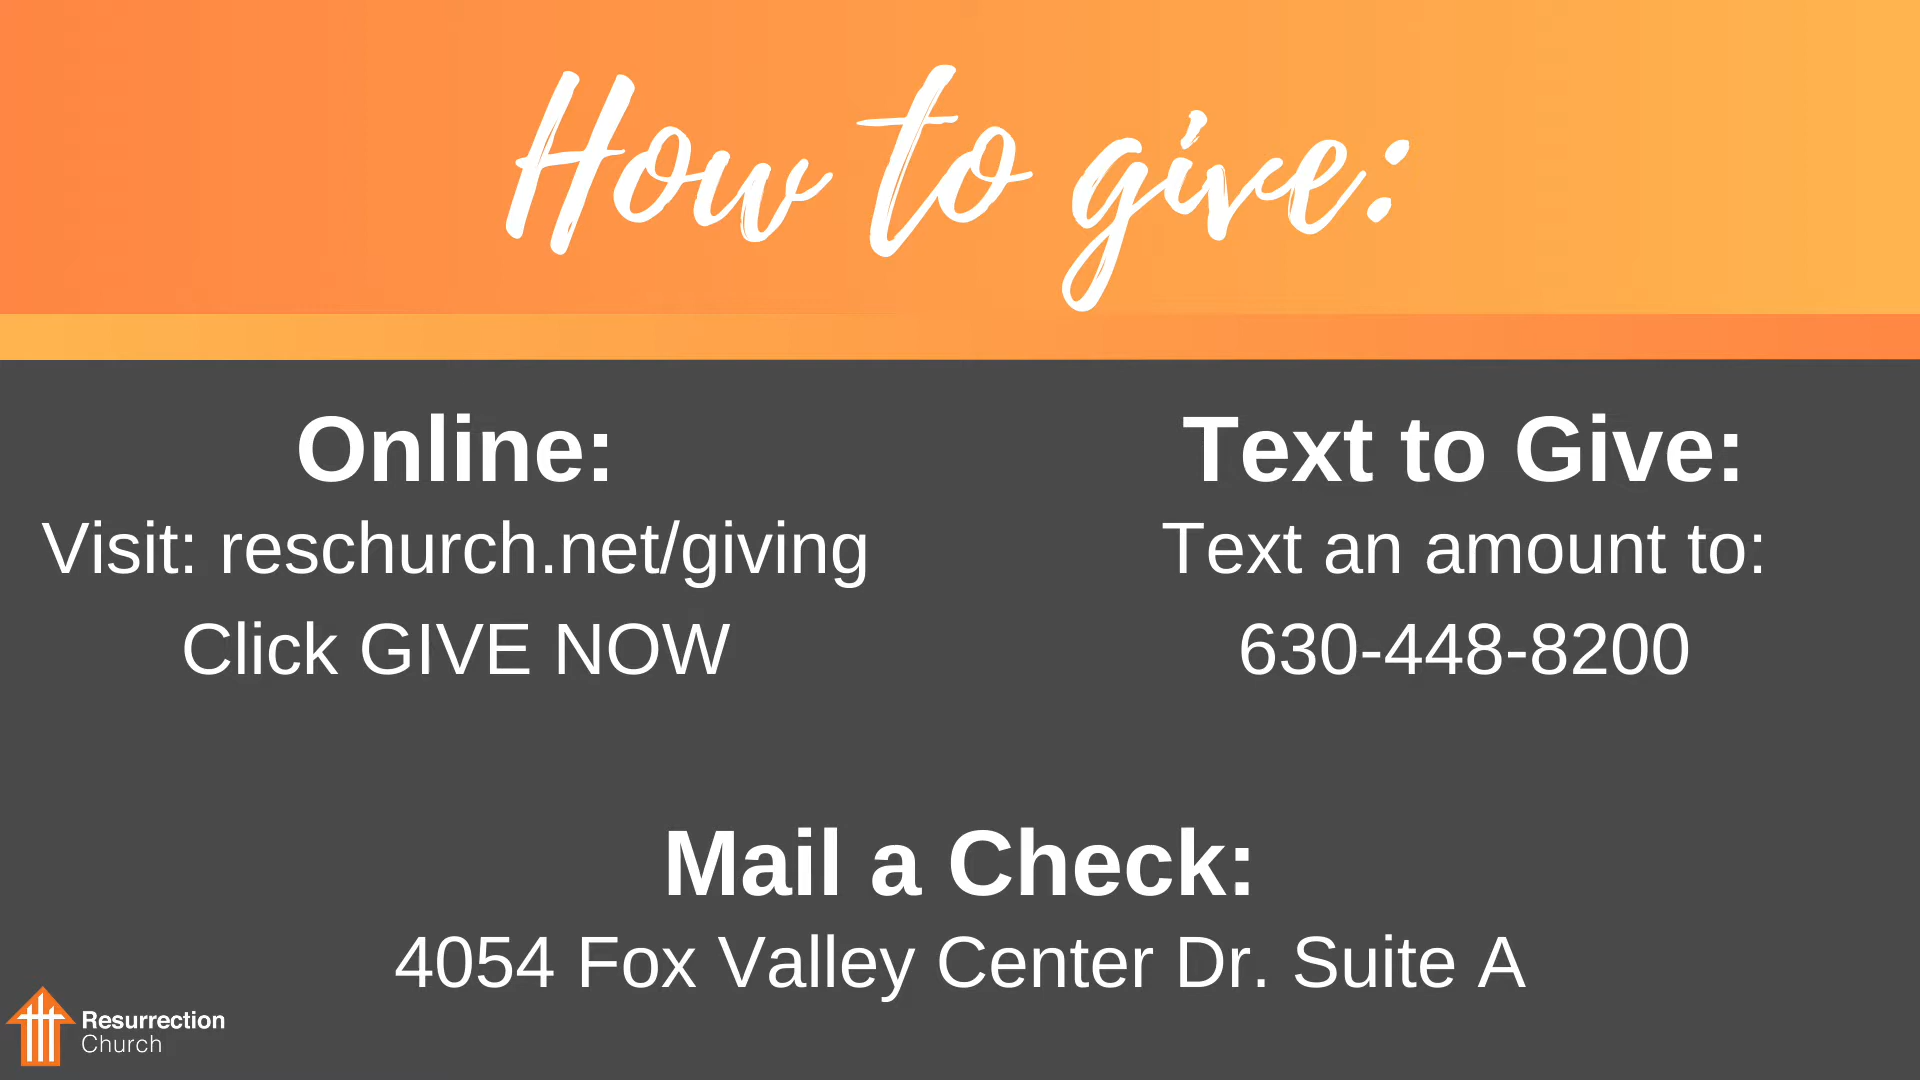 How to give:
Online:
Visit: reschurch.net/giving
Click GIVE NOW
Text to Give:
Text an amount to:
630-448-8200
Mail a Check:
4054 Fox Valley Center Dr. Suite A
Resurrection
Church